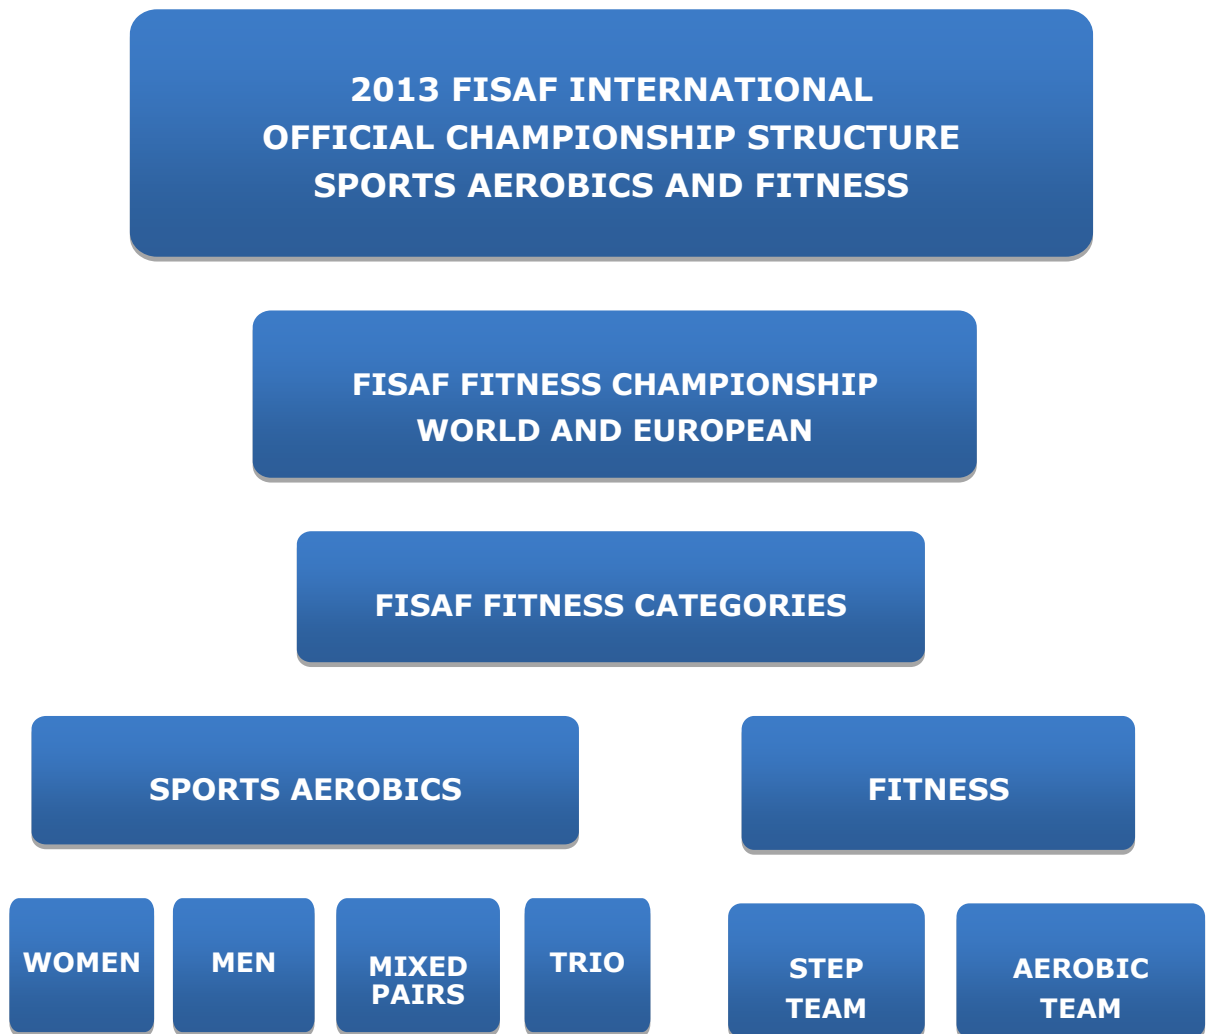 2013 FISAF INTERNATIONAL
OFFICIAL CHAMPIONSHIP STRUCTURE
SPORTS AEROBICS AND FITNESS
FISAF FITNESS CHAMPIONSHIP
WORLD AND EUROPEAN
FISAF FITNESS CATEGORIES
SPORTS AEROBICS
FITNESS
WOMEN
MEN
MIXED
PAIRS
TRIO
STEP
TEAM
AEROBIC
TEAM